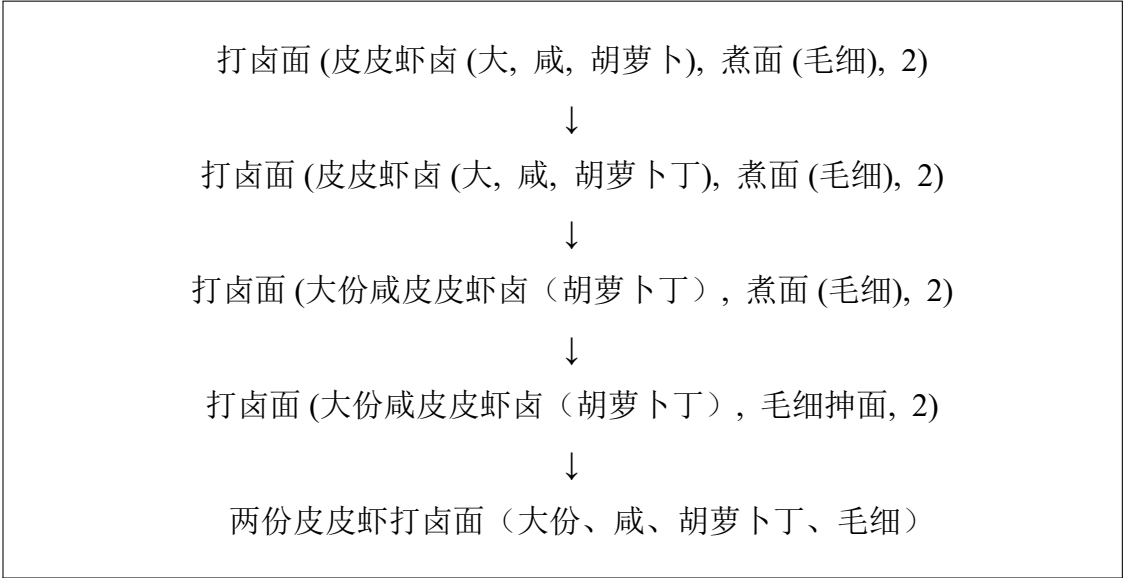 打卤面 (皮皮虾卤 (大, 咸, 胡萝卜), 煮面 (毛细), 2)
↓
打卤面 (皮皮虾卤 (大, 咸, 胡萝卜丁), 煮面 (毛细), 2)
↓
打卤面 (大份咸皮皮虾卤（胡萝卜丁）, 煮面 (毛细), 2)
↓
打卤面 (大份咸皮皮虾卤（胡萝卜丁）, 毛细抻面, 2)
↓
两份皮皮虾打卤面（大份、咸、胡萝卜丁、毛细）